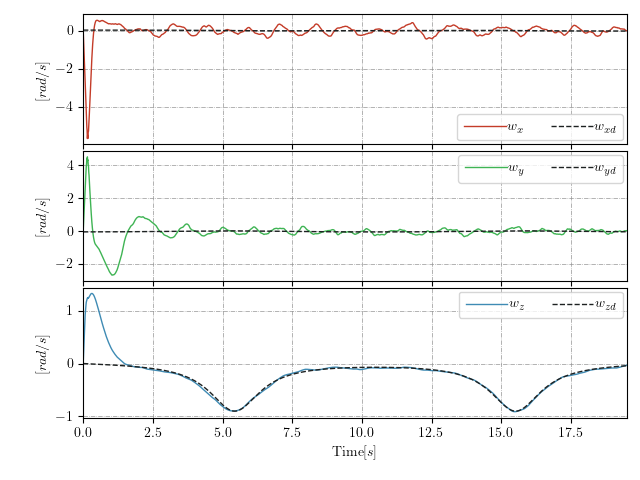 0
−2
−4
[rad/s]
w_x w_xd
4
2
0
−2
[rad/s]
w_y w_yd
1
0
−1
[rad/s]
w_z w_zd
0.0 2.5 5.0 7.5 10.0 12.5 15.0 17.5
Time[s]